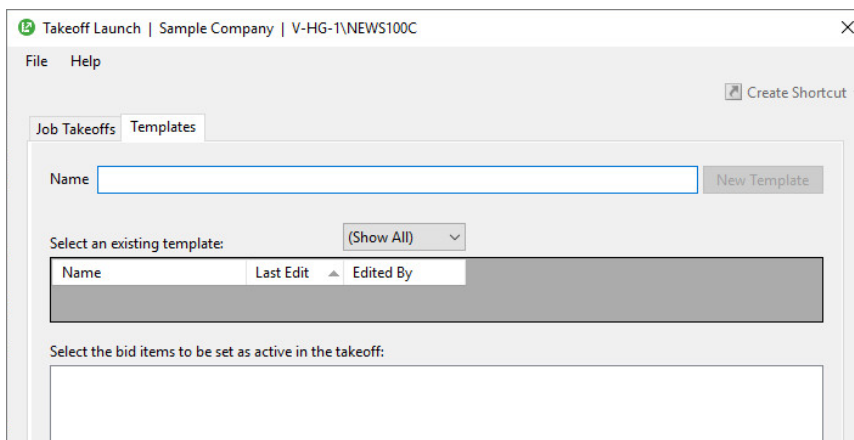 Takeoff Launch | Sample Company | V-HG-1\NEWS100C
File Help
Create Shortcut
Job Takeoffs Templates
Name New Template
Select an existing template: (Show All)
Name Last Edit Edited By
Select the bid items to be set as active in the takeoff: